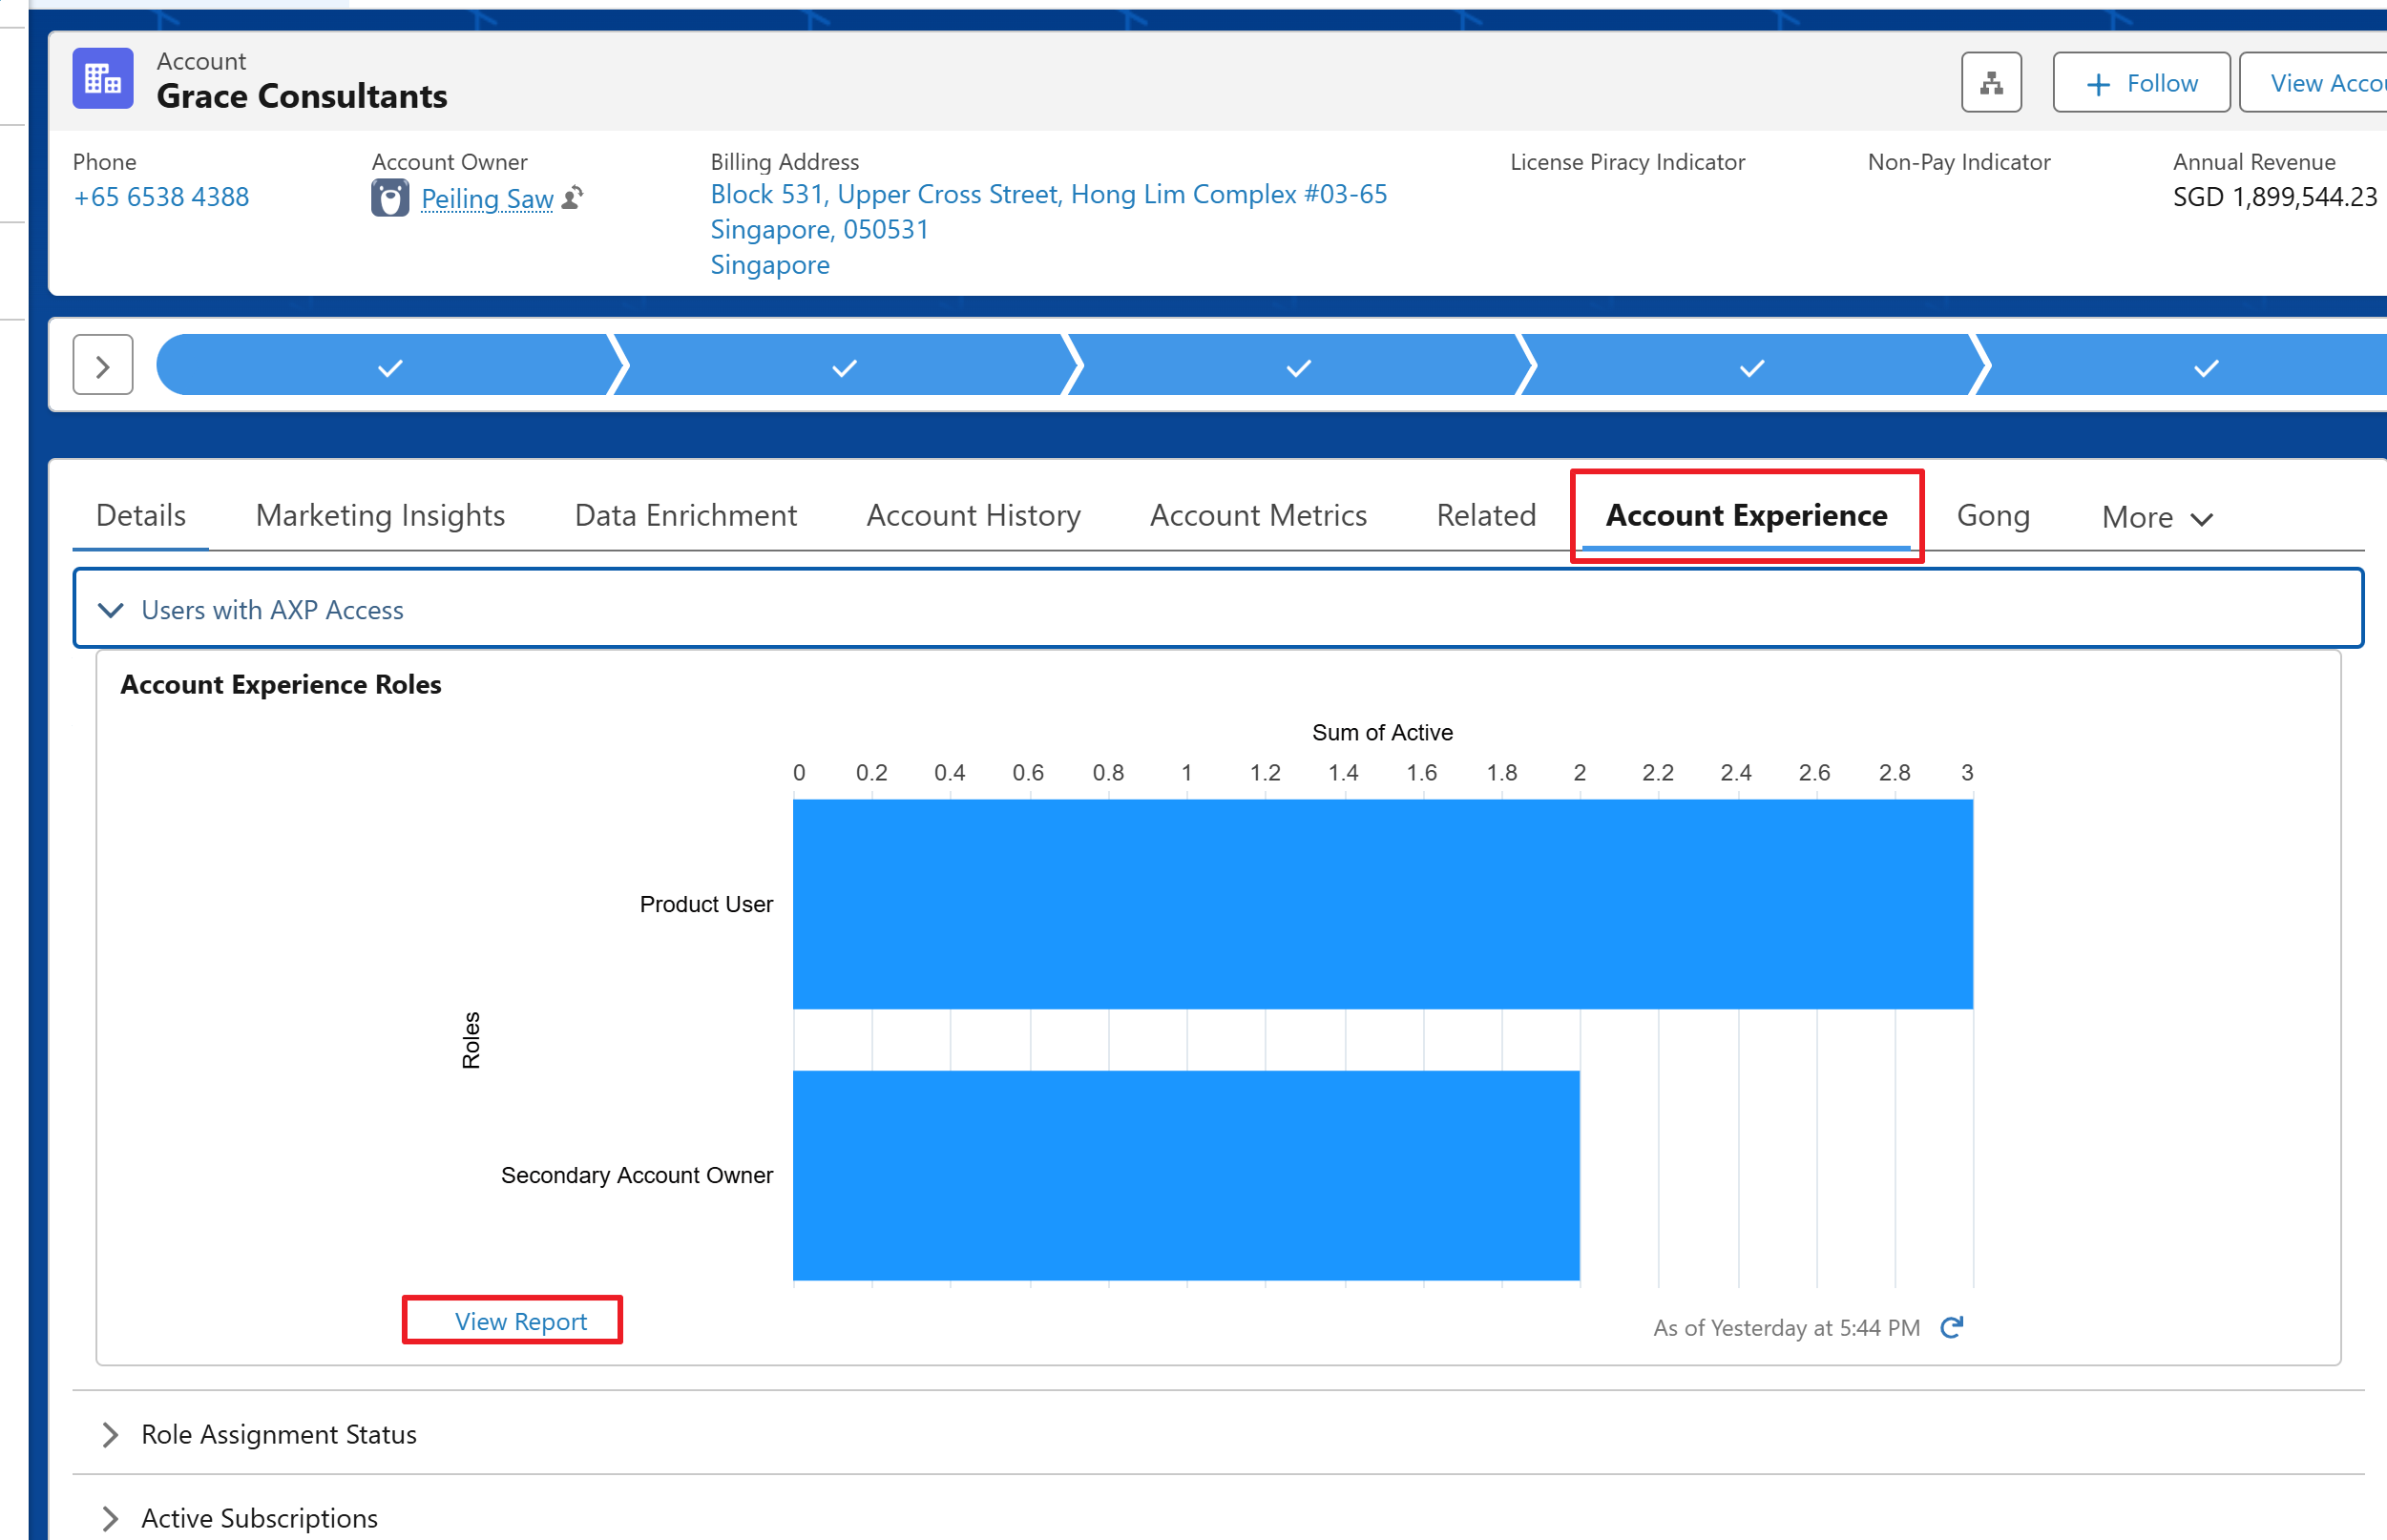 Account
Grace Consultants
Follow
View
Phone
Account Owner
Billing Address
License Piracy Indicator
Non-Pay Indicator
Annual Revenue
+65 6538 4388
Peiling Saw
Block 531, Upper Cross Street, Hong Lim Complex #03-65
Singapore, 050531
Singapore
SGD 1,899,544.23
Details
Marketing Insights
Data Enrichment
Account History
Account Metrics
Related
Account Experience
Gong
More
Users with AXP Access
Account Experience Roles
Sum of Active
0 0.2 0.4 0.6 0.8 1 1.2 1.4 1.6 1.8 2 2.2 2.4 2.6 2.8 3
Product User
Roles
Secondary Account Owner
View Report
As of Yesterday at 5:44 PM
Role Assignment Status
Active Subscriptions